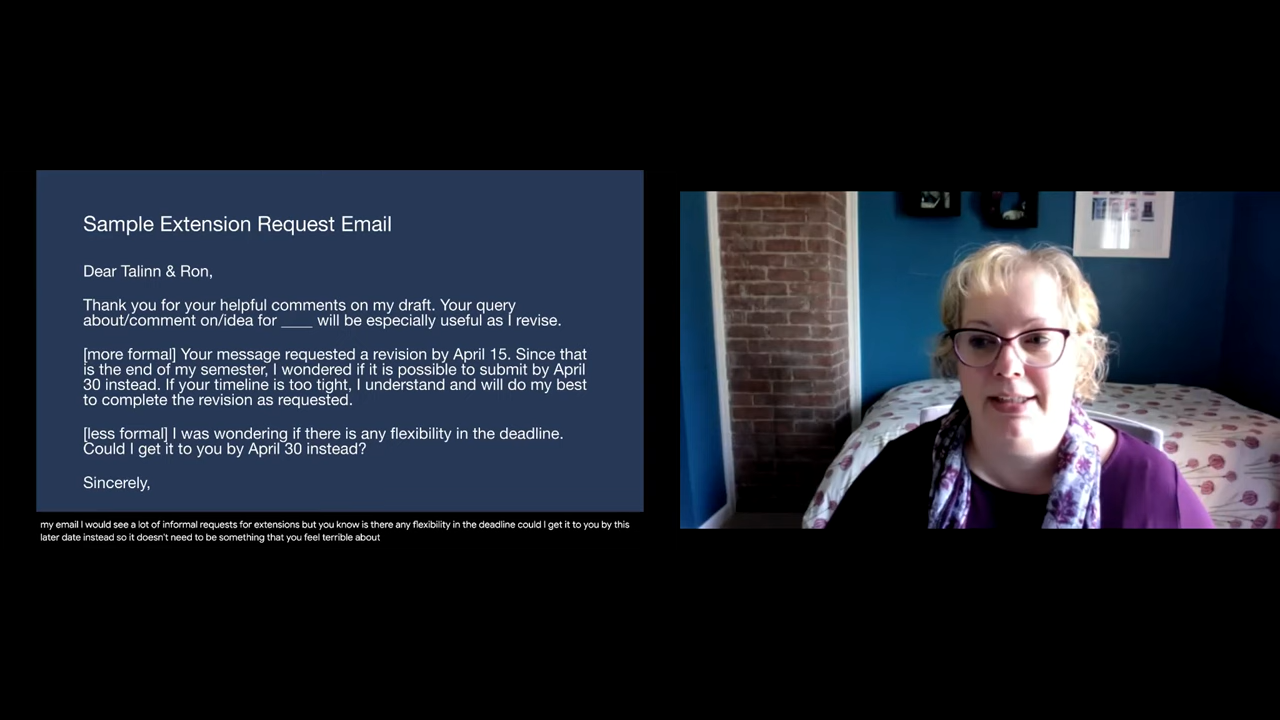 Sample Extension Request Email
Dear Talinn & Ron,
Thank you for your helpful comments on my draft. Your query
about/comment on/idea for ____ will be especially useful as I revise.
[more formal] Your message requested a revision by April 15. Since that
is the end of my semester, I wondered if it is possible to submit by April
30 instead. If your timeline is too tight, I understand and will do my best
to complete the revision as requested.
[less formal] I was wondering if there is any flexibility in the deadline.
Could I get it to you by April 30 instead?
Sincerely,
my email I would see a lot of informal requests for extensions but you know is there any flexibility in the deadline could I get it to you by this
later date instead so it doesn't need to be something that you feel terrible about